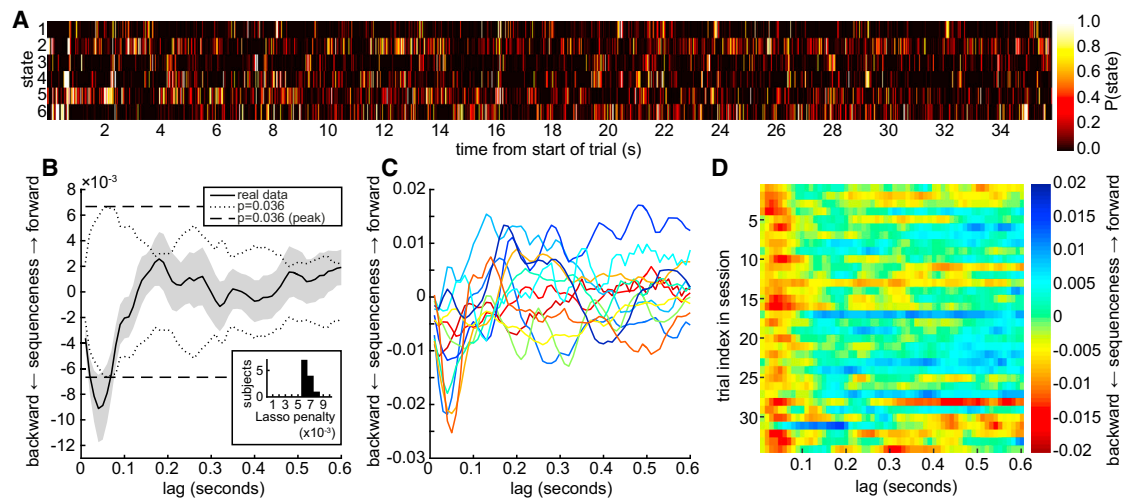 A
state
1
2
3
4
5
6
2 4 6 8 10 12 14 16 18 20 22 24 26 28 30 32 34
time from start of trial (s)
1.0
0.8
0.6
0.4
0.2
0.0
P(state)
B
×10⁻³
backward ← sequenceness → forward
8
6
4
2
0
-2
-4
-6
-8
-10
-12
real data
p=0.036
p=0.036 (peak)
subjects
5
0
1 3 5 7 9
Lasso penalty
(x10⁻³)
0 0.1 0.2 0.3 0.4 0.5 0.6
lag (seconds)
C
backward ← sequenceness → forward
0.02
0.01
0
-0.01
-0.02
-0.03
0 0.1 0.2 0.3 0.4 0.5 0.6
lag (seconds)
D
trial index in session
5
10
15
20
25
30
0.1 0.2 0.3 0.4 0.5 0.6
lag (seconds)
0.02
0.015
0.01
0.005
0
-0.005
-0.01
-0.015
-0.02
backward ← sequenceness → forward